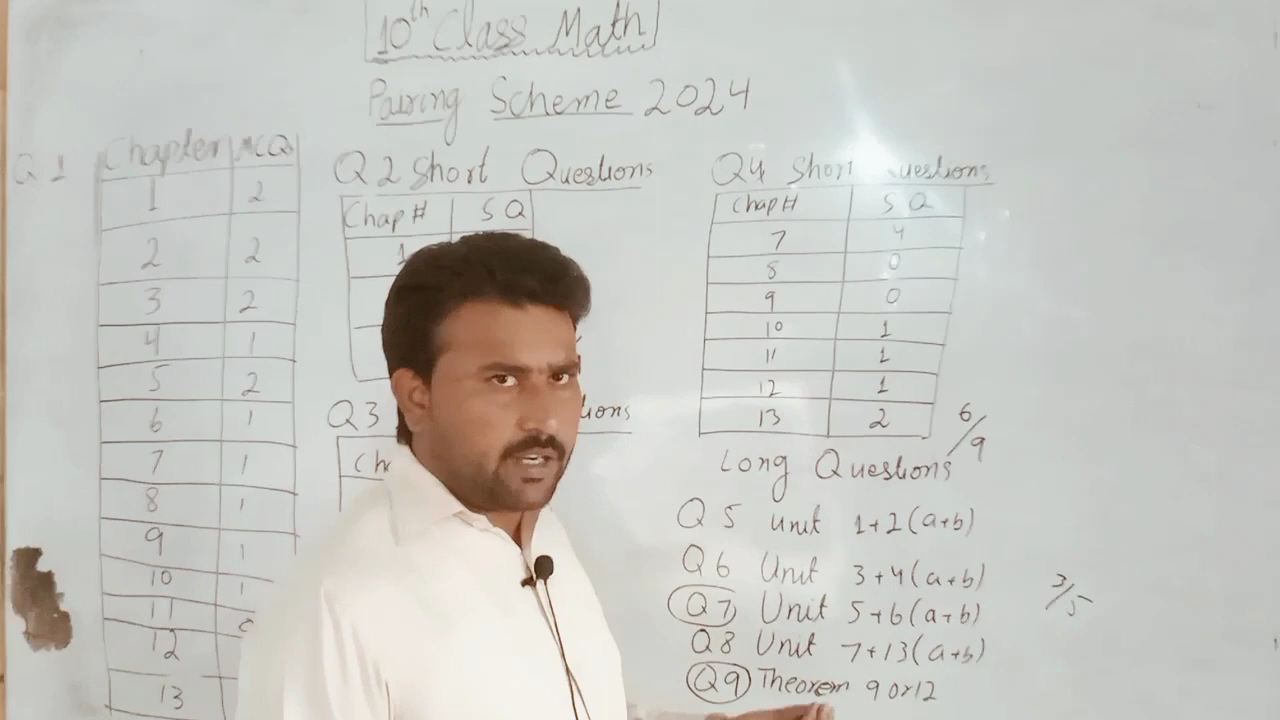 10th Class Math
Pairing Scheme 2024
Q1
Chapter MCQ
1 2
2 2
3 2
4 1
5 2
6 1
7 1
8 1
9 1
10 1
11
12
13
Q2 Short Questions
Chap# SQ
1
Q3
Q4 Short Questions
Chap# SQ
7 4
8 0
9 0
10 1
11 1
12 1
13 2
6/9
Long Questions
Q5 Unit 1+2(a+b)
Q6 Unit 3+4(a+b)
Q7 Unit 5+6(a+b)
Q8 Unit 7+13(a+b)
Q9 Theorem 9 or 12
3/5